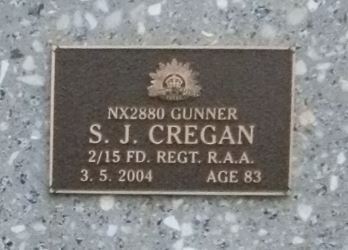 NX2880 GUNNER
S. J. CREGAN
2/15 FD. REGT. R.A.A.
3. 5. 2004 AGE 83